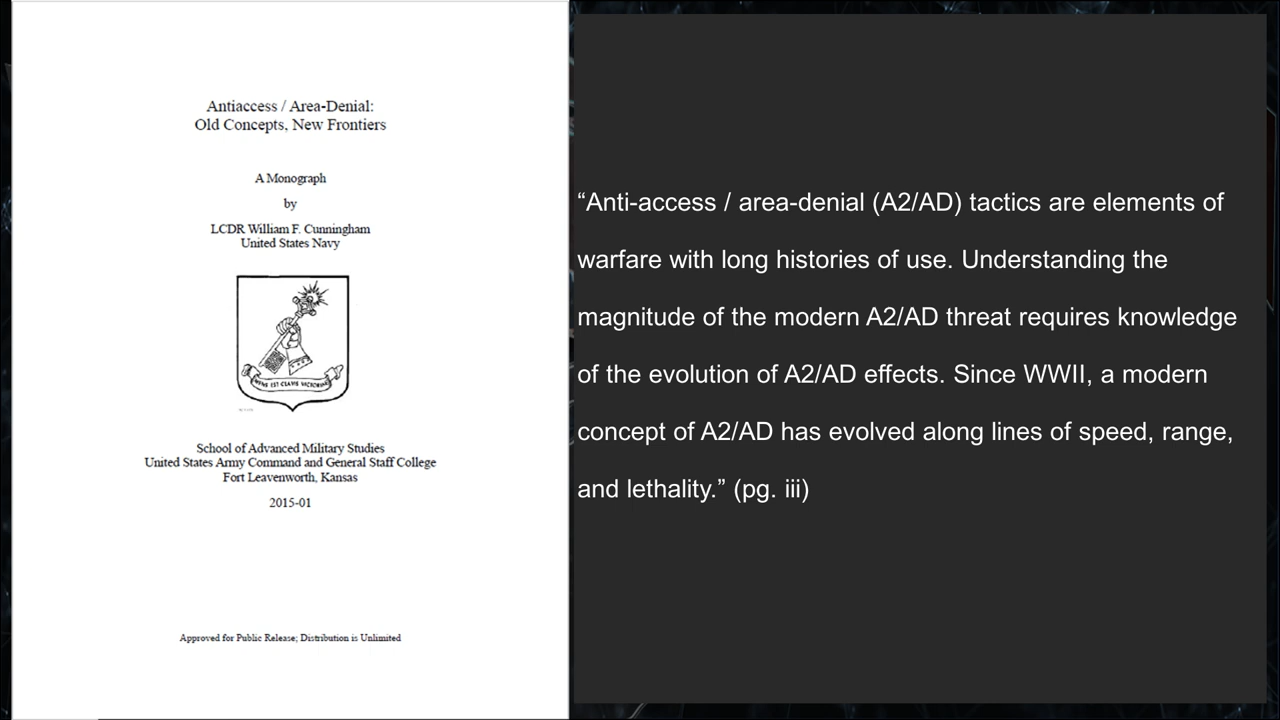 Antiaccess / Area-Denial:
Old Concepts, New Frontiers
A Monograph
by
LCDR William F. Cunningham
United States Navy
School of Advanced Military Studies
United States Army Command and General Staff College
Fort Leavenworth, Kansas
2015-01
Approved for Public Release; Distribution is Unlimited
“Anti-access / area-denial (A2/AD) tactics are elements of
warfare with long histories of use. Understanding the
magnitude of the modern A2/AD threat requires knowledge
of the evolution of A2/AD effects. Since WWII, a modern
concept of A2/AD has evolved along lines of speed, range,
and lethality.” (pg. iii)